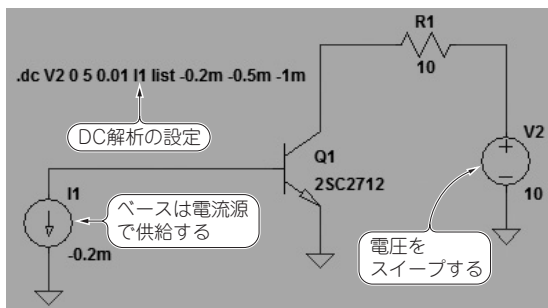 R1
10
.dc V2 0 5 0.01 I1 list -0.2m -0.5m -1m
DC解析の設定
Q1
2SC2712
V2
10
I1
-0.2m
ベースは電流源
で供給する
電圧を
スイープする